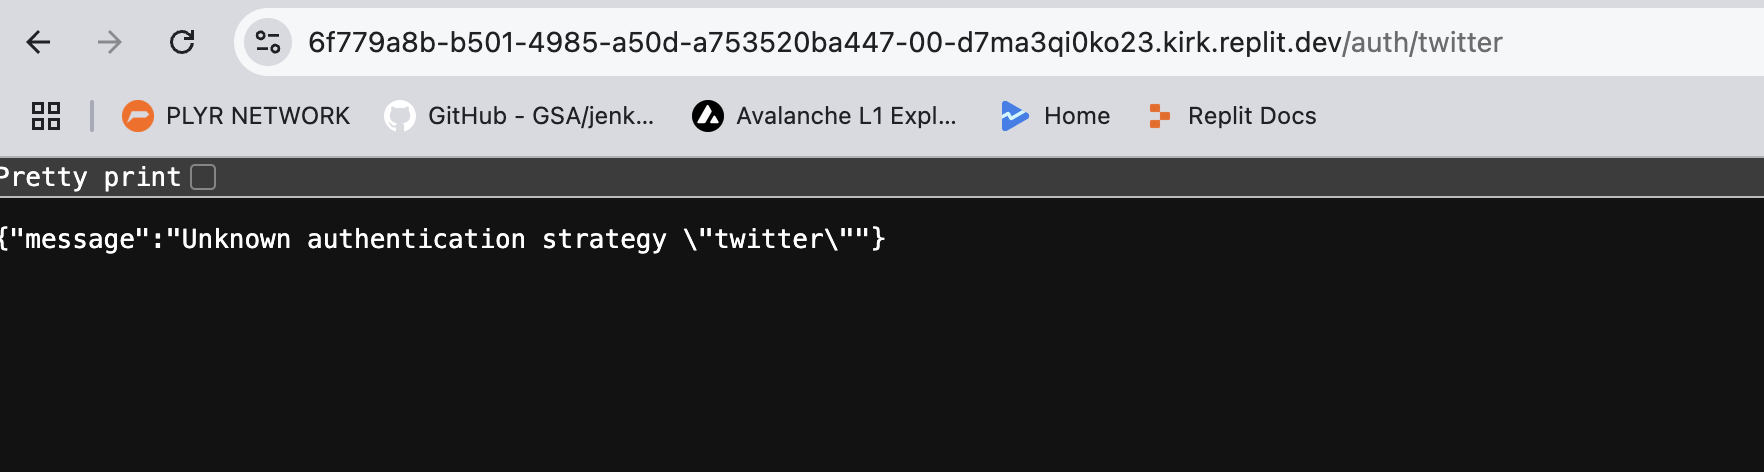 6f779a8b-b501-4985-a50d-a753520ba447-00-d7ma3qi0ko23.kirk.replit.dev/auth/twitter
PLYR NETWORK GitHub - GSA/jenk... Avalanche L1 Expl... Home Replit Docs
Pretty print
{"message":"Unknown authentication strategy \"twitter\""}